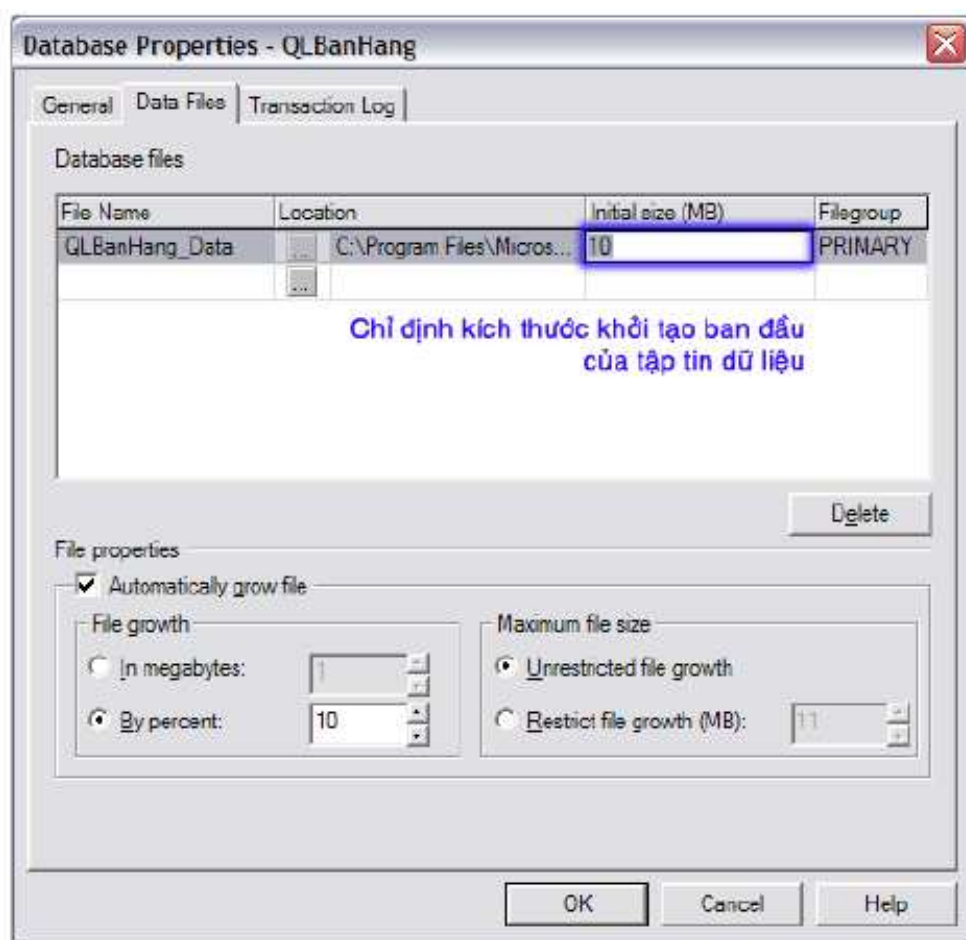 Database Properties - QLBanHang
General Data Files Transaction Log
Database files
File Name Location Initial size (MB) Filegroup
QLBanHang_Data ... C:\Program Files\Micros... 10 PRIMARY
...
Chỉ định kích thước khởi tạo ban đầu
của tập tin dữ liệu
Delete
File properties
Automatically grow file
File growth Maximum file size
In megabytes: 1 Unrestricted file growth
By percent: 10 Restrict file growth (MB): 11
OK Cancel Help